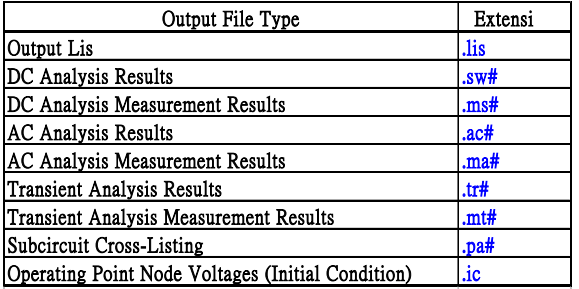 Output File Type Extensi
Output Lis .lis
DC Analysis Results .sw#
DC Analysis Measurement Results .ms#
AC Analysis Results .ac#
AC Analysis Measurement Results .ma#
Transient Analysis Results .tr#
Transient Analysis Measurement Results .mt#
Subcircuit Cross-Listing .pa#
Operating Point Node Voltages (Initial Condition) .ic